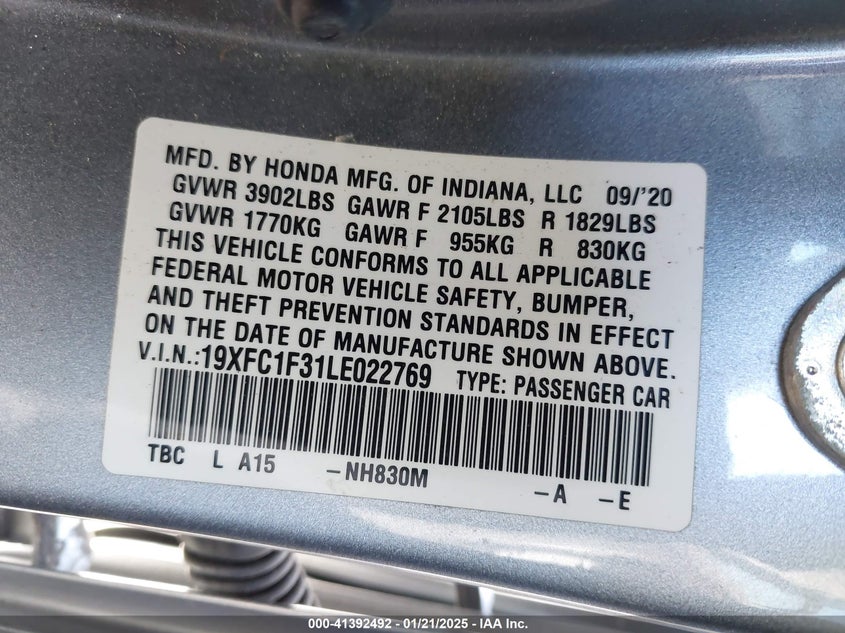 MFD. BY HONDA MFG. OF INDIANA, LLC 09/'20
GVWR 3902LBS GAWR F 2105LBS R 1829LBS
GVWR 1770KG GAWR F 955KG R 830KG
THIS VEHICLE CONFORMS TO ALL APPLICABLE
FEDERAL MOTOR VEHICLE SAFETY, BUMPER,
AND THEFT PREVENTION STANDARDS IN EFFECT
ON THE DATE OF MANUFACTURE SHOWN ABOVE.
V.I.N.:19XFC1F31LE022769 TYPE: PASSENGER CAR
TBC L A15 -NH830M -A -E
000-41392492 - 01/21/2025 - IAA Inc.